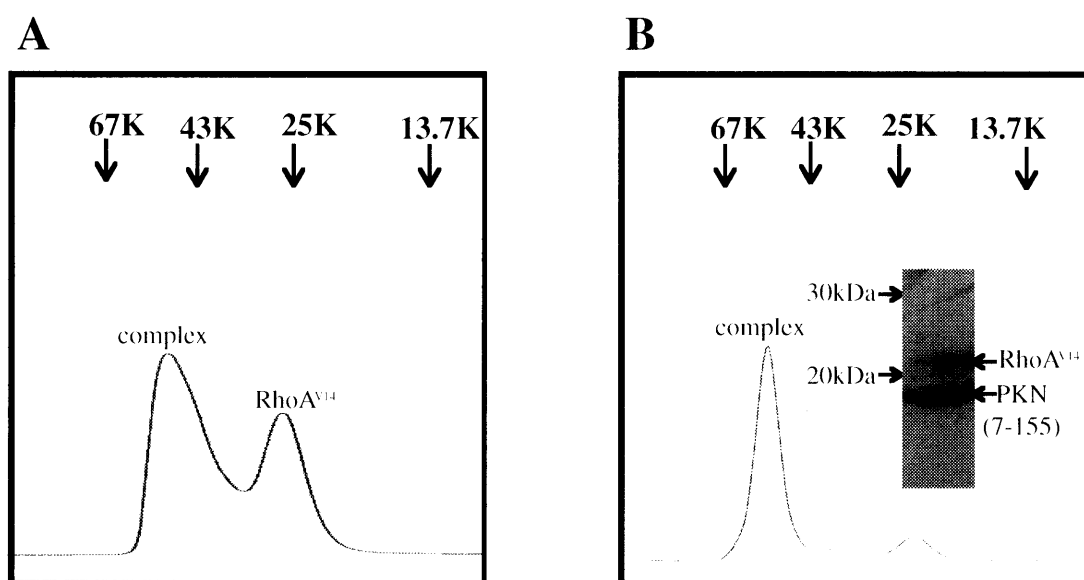 A
67K 43K 25K 13.7K
complex
RhoAV14
B
67K 43K 25K 13.7K
complex
30kDa
20kDa
RhoAV14
PKN
(7-155)